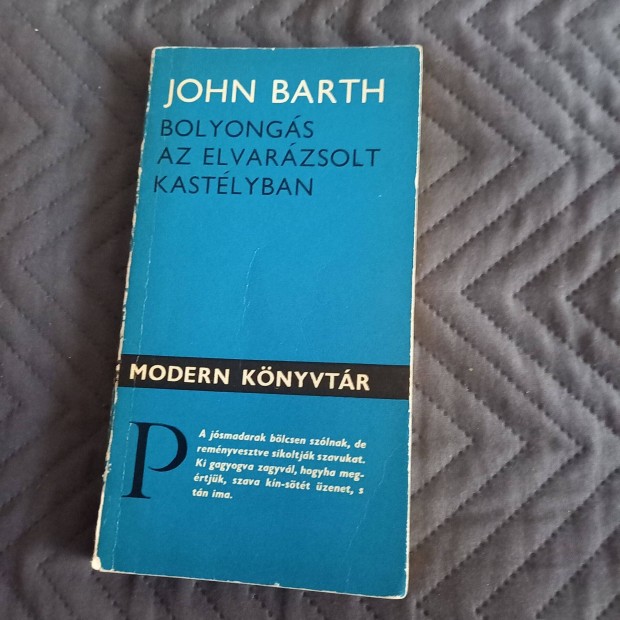 JOHN BARTH
BOLYONGÁS
AZ ELVARÁZSOLT
KASTÉLYBAN
MODERN KÖNYVTÁR
P
A jósmadarak bölcsen szólnak, de
reményvesztve sikoltják szavukat.
Ki gagyogva zagyvál, hogyha meg-
értjük, szava kín-sötét üzenet, s
tán ima.